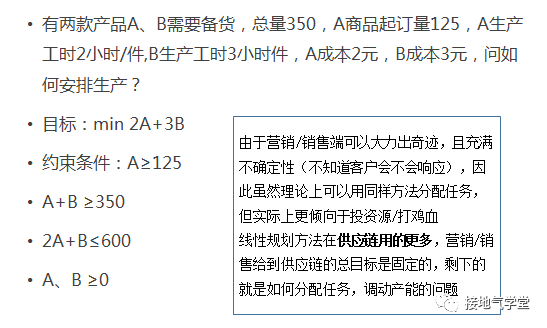 • 有两款产品A、B需要备货，总量350，A商品起订量125，A生产
工时2小时/件,B生产工时3小时件，A成本2元，B成本3元，问如
何安排生产？
• 目标：min 2A+3B
• 约束条件：A≥125
• A+B ≥350
• 2A+B≤600
• A、B ≥0
由于营销/销售端可以大力出奇迹，且充满
不确定性（不知道客户会不会响应），因
此虽然理论上可以用同样方法分配任务，
但实际上更倾向于投资源/打鸡血
线性规划方法在供应链用的更多，营销/销
售给到供应链的总目标是固定的，剩下的
就是如何分配任务，调动产能的问题
接地气学堂